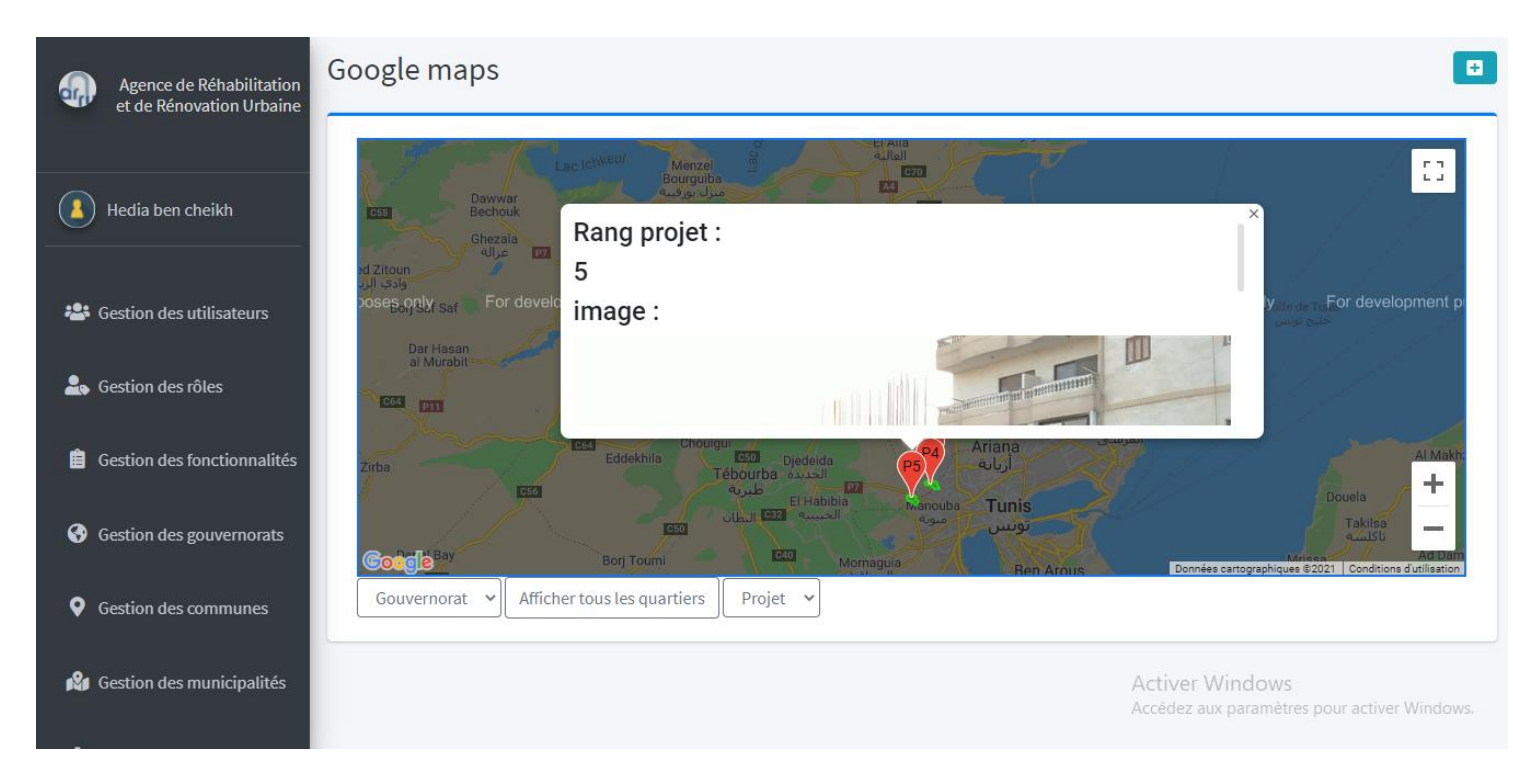 Agence de Réhabilitation
et de Rénovation Urbaine
Hedia ben cheikh
Gestion des utilisateurs
Gestion des rôles
Gestion des fonctionnalités
Gestion des gouvernorats
Gestion des communes
Gestion des municipalités
Google maps
Lac Ichkeul
Menzel
Bourguiba
منزل بورقيبة
El Alia
العالية
C70
A4
Dawwar
Bechouk
C58
Ghezala
غزالة
P7
Zitoun
وادي
Borj Saf Saf
poses only
For develo
For development p
خليج تونس
Dar Hasan
al Murabit
C64
P11
Rang projet :
5
image :
Zirba
C64
Chouigui
Eddekhila
C50
Djedeida
الجديدة
Tébourba
طبربة
C56
P7
El Habibia
الحبيبية
البطان
C32
C50
P4
P5
Ariana
أريانة
Manouba
منوبة
Tunis
تونس
Al Makh
Douela
Takilsa
تاكلسة
Borj Toumi
C40
Mornaguia
Ben Arous
Mrissa
Ad Dam
Bay
Google
Données cartographiques ©2021
Conditions d'utilisation
Gouvernorat
Afficher tous les quartiers
Projet
Activer Windows
Accédez aux paramètres pour activer Windows.